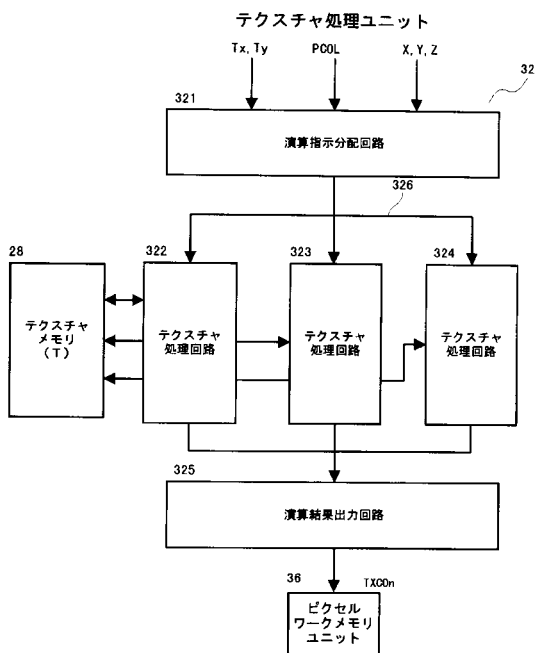 テクスチャ処理ユニット
Tx, Ty
PCOL
X, Y, Z
32
321
演算指示分配回路
326
28
322
323
324
テクスチャ
メモリ
(T)
テクスチャ
処理回路
テクスチャ
処理回路
テクスチャ
処理回路
325
演算結果出力回路
36
TXCOn
ピクセル
ワークメモリ
ユニット